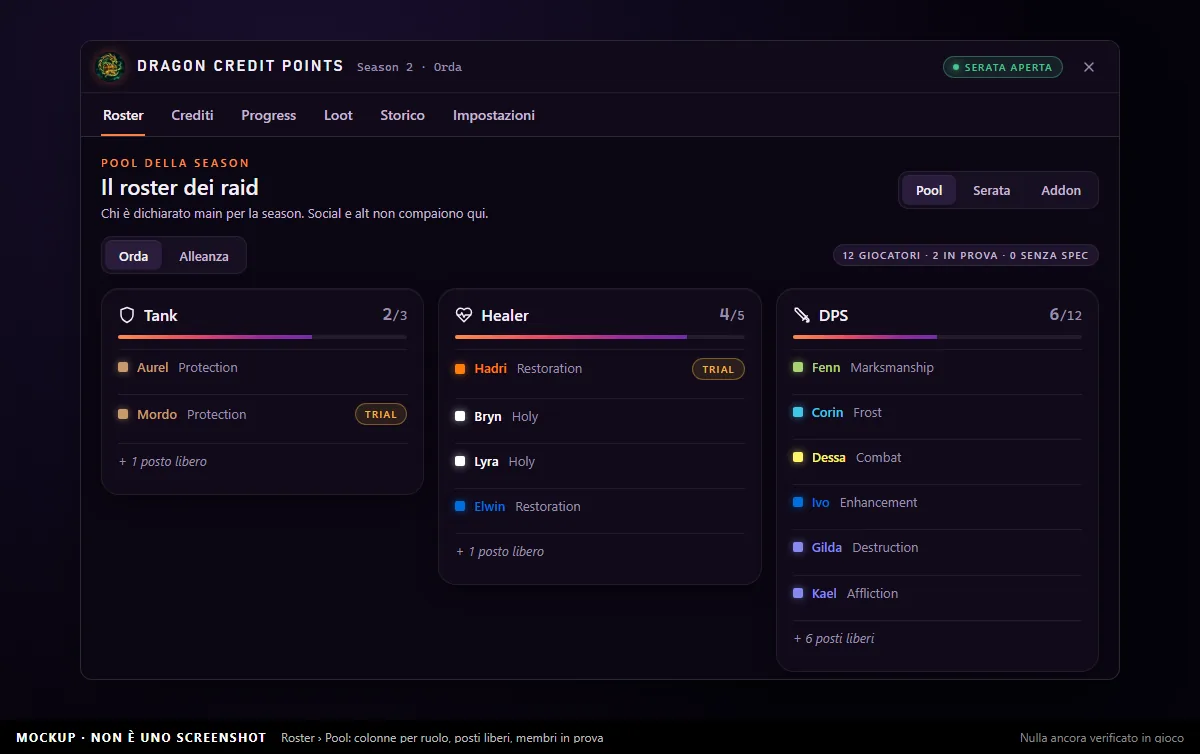 DRAGON CREDIT POINTS Season 2 · Orda
SERATA APERTA
Roster Crediti Progress Loot Storico Impostazioni
POOL DELLA SEASON
Il roster dei raid
Chi è dichiarato main per la season. Social e alt non compaiono qui.
Pool Serata Addon
Orda Alleanza
12 GIOCATORI · 2 IN PROVA · 0 SENZA SPEC
Tank 2/3
Aurel Protection
Mordo Protection TRIAL
+ 1 posto libero
Healer 4/5
Hadri Restoration TRIAL
Bryn Holy
Lyra Holy
Elwin Restoration
+ 1 posto libero
DPS 6/12
Fenn Marksmanship
Corin Frost
Dessa Combat
Ivo Enhancement
Gilda Destruction
Kael Affliction
+ 6 posti liberi
MOCKUP · NON È UNO SCREENSHOT Roster › Pool: colonne per ruolo, posti liberi, membri in prova
Nulla ancora verificato in gioco